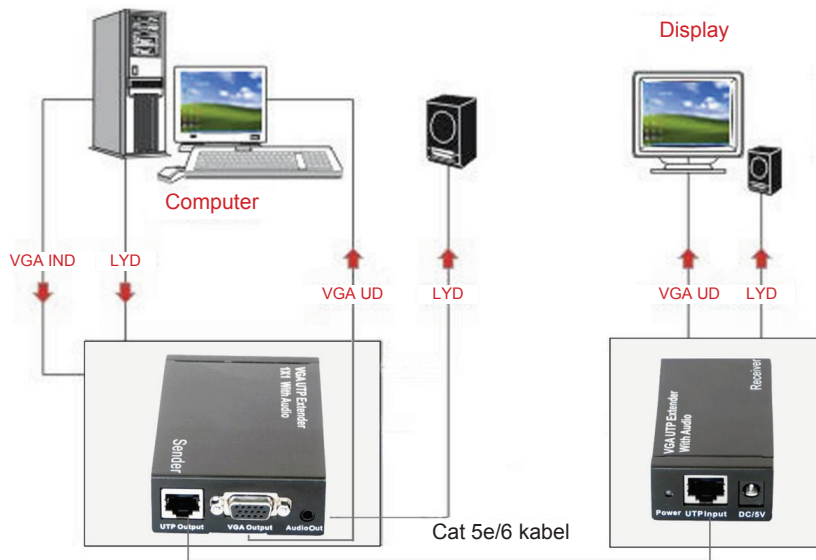 Display
Computer
VGA IND
LYD
VGA UD
LYD
VGA UD
LYD
VGA UTP Extender
1X1 With Audio
Sender
UTP Output
VGA Output
AudioOut
Cat 5e/6 kabel
Receiver
VGA UTP Extender
With Audio
Power
UTP Input
DC/5V